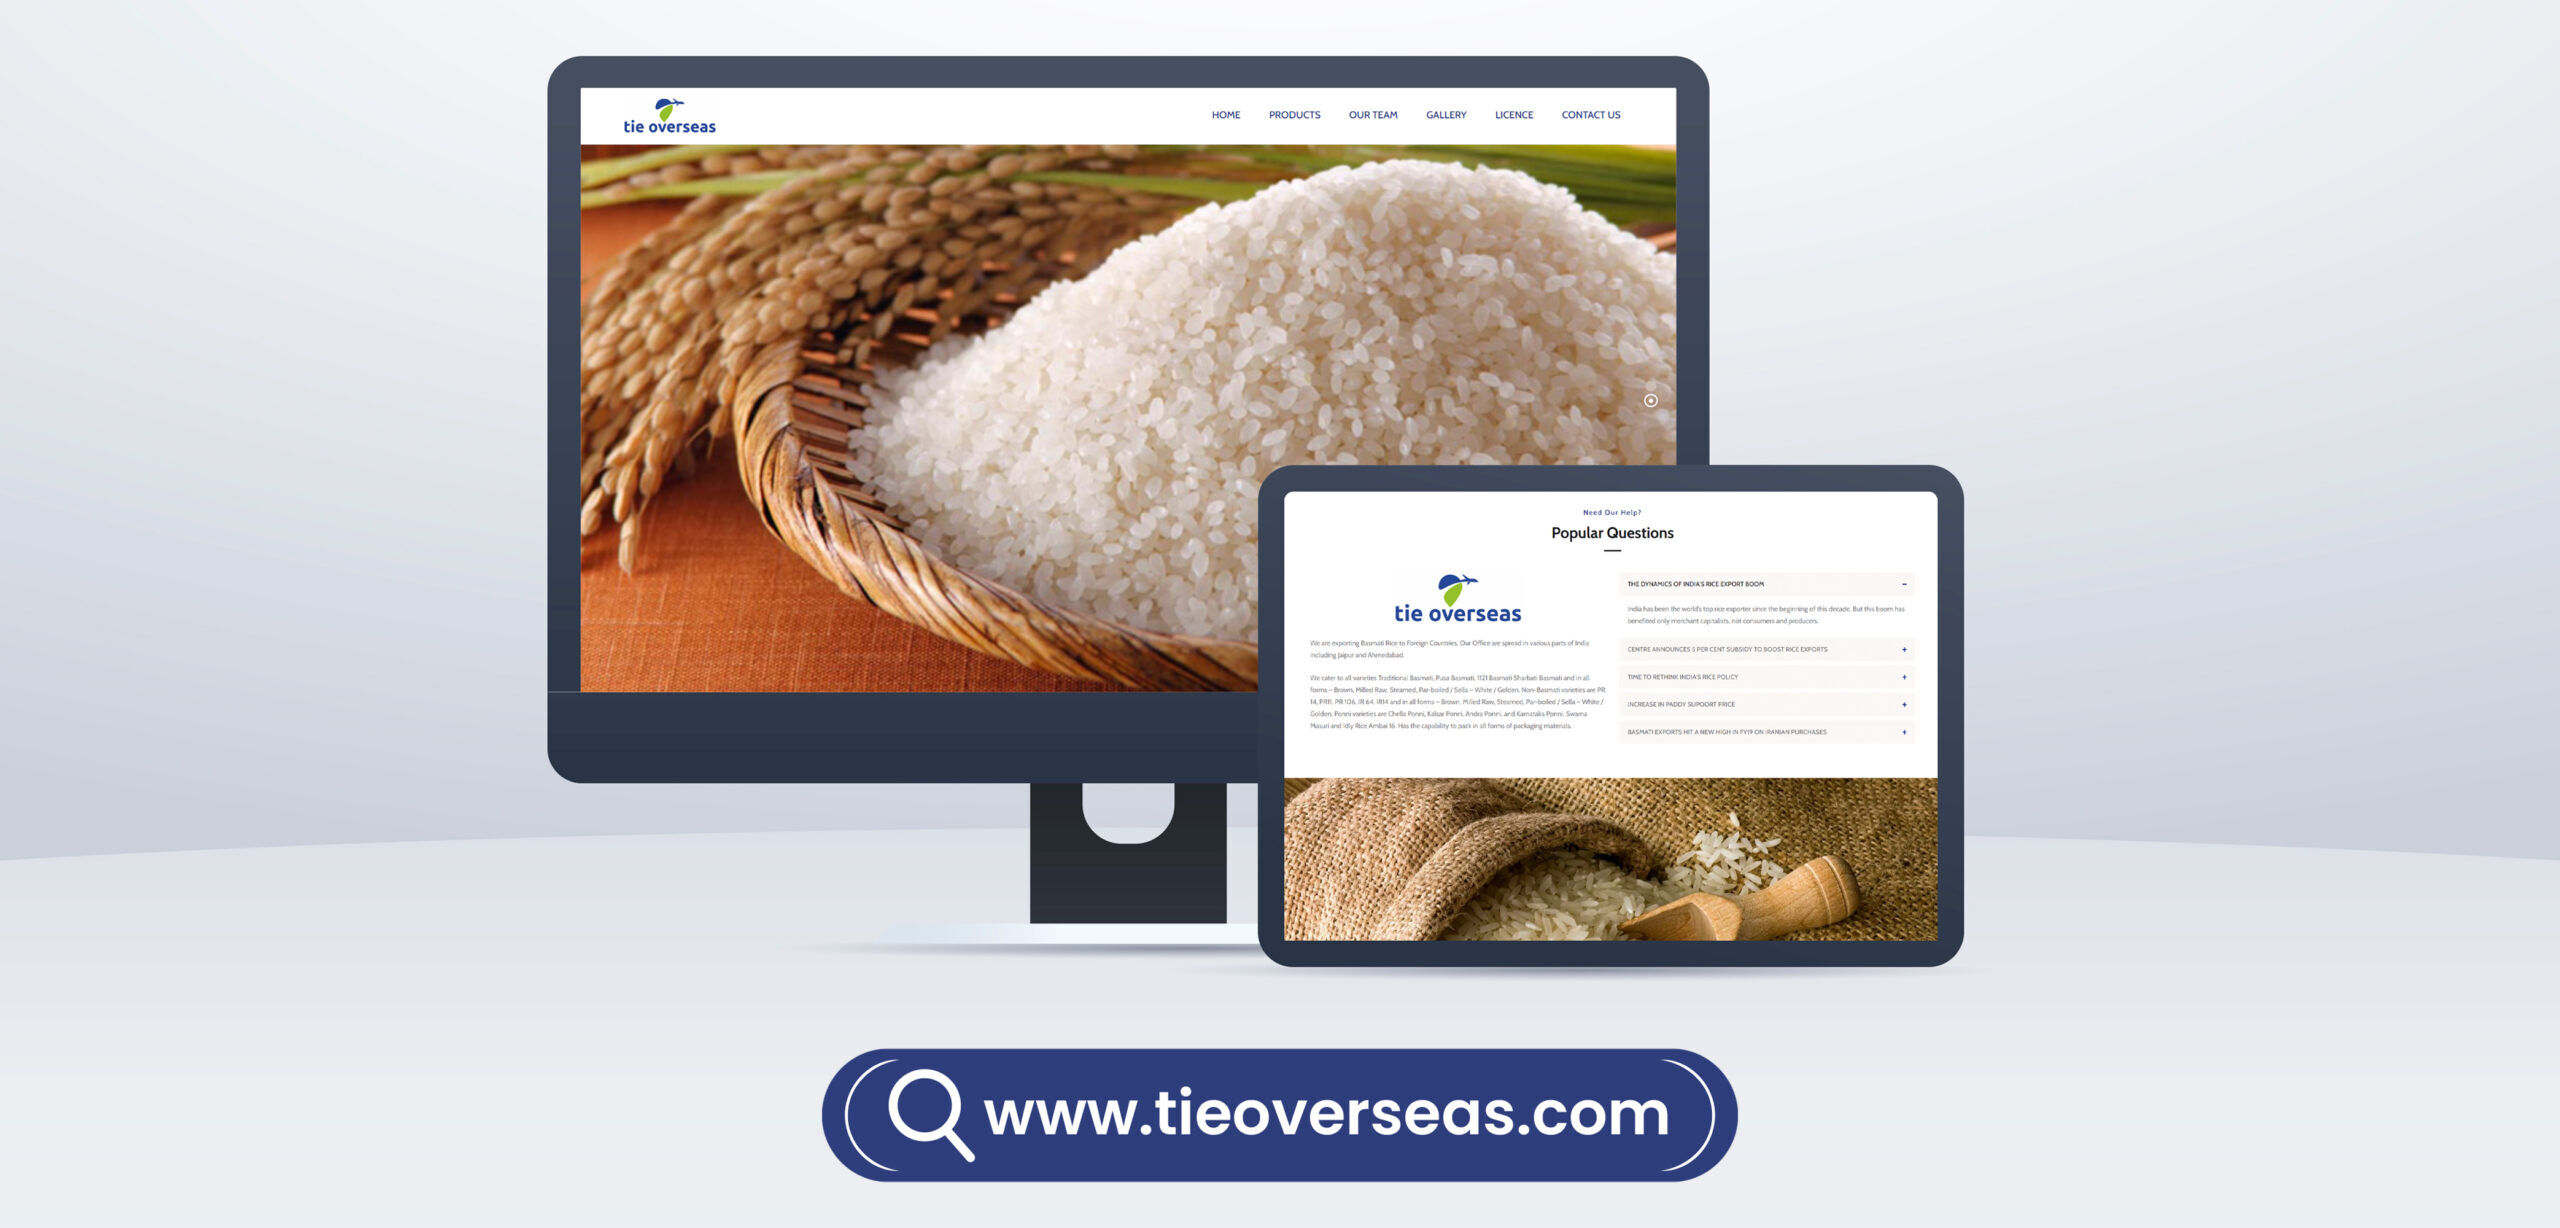 tie overseas
HOME PRODUCTS OUR TEAM GALLERY LICENCE CONTACT US
Need Our Help?
Popular Questions
tie overseas
We are exporting Basmati Rice to Foreign Countries. Our Office are spread in various parts of India
including Jaipur and Ahmedabad.
We cater to all varieties Traditional Basmati, Pusa Basmati, 1121 Basmati Sharbati Basmati and in all
forms – Brown, Milled Raw, Steamed, Par-boiled / Sella – White / Golden. Non-Basmati varieties are PR
14, PR11, PR 106, IR 64, IR14 and in all forms – Brown, Milled Raw, Steamed, Par-boiled / Sella – White /
Golden. Ponni varieties are Chella Ponni, Kalsar Ponni, Andra Ponni, and Karnataka Ponni, Swarna
Masuri and Idly Rice Ambai 16. Has the capability to pack in all forms of packaging materials.
THE DYNAMICS OF INDIA'S RICE EXPORT BOOM –
India has been the world's top rice exporter since the beginning of this decade. But this boom has
benefited only merchant capitalists, not consumers and producers.
CENTRE ANNOUNCES 5 PER CENT SUBSIDY TO BOOST RICE EXPORTS +
TIME TO RETHINK INDIA'S RICE POLICY +
INCREASE IN PADDY SUPOORT PRICE +
BASMATI EXPORTS HIT A NEW HIGH IN FY19 ON IRANIAN PURCHASES +
www.tieoverseas.com